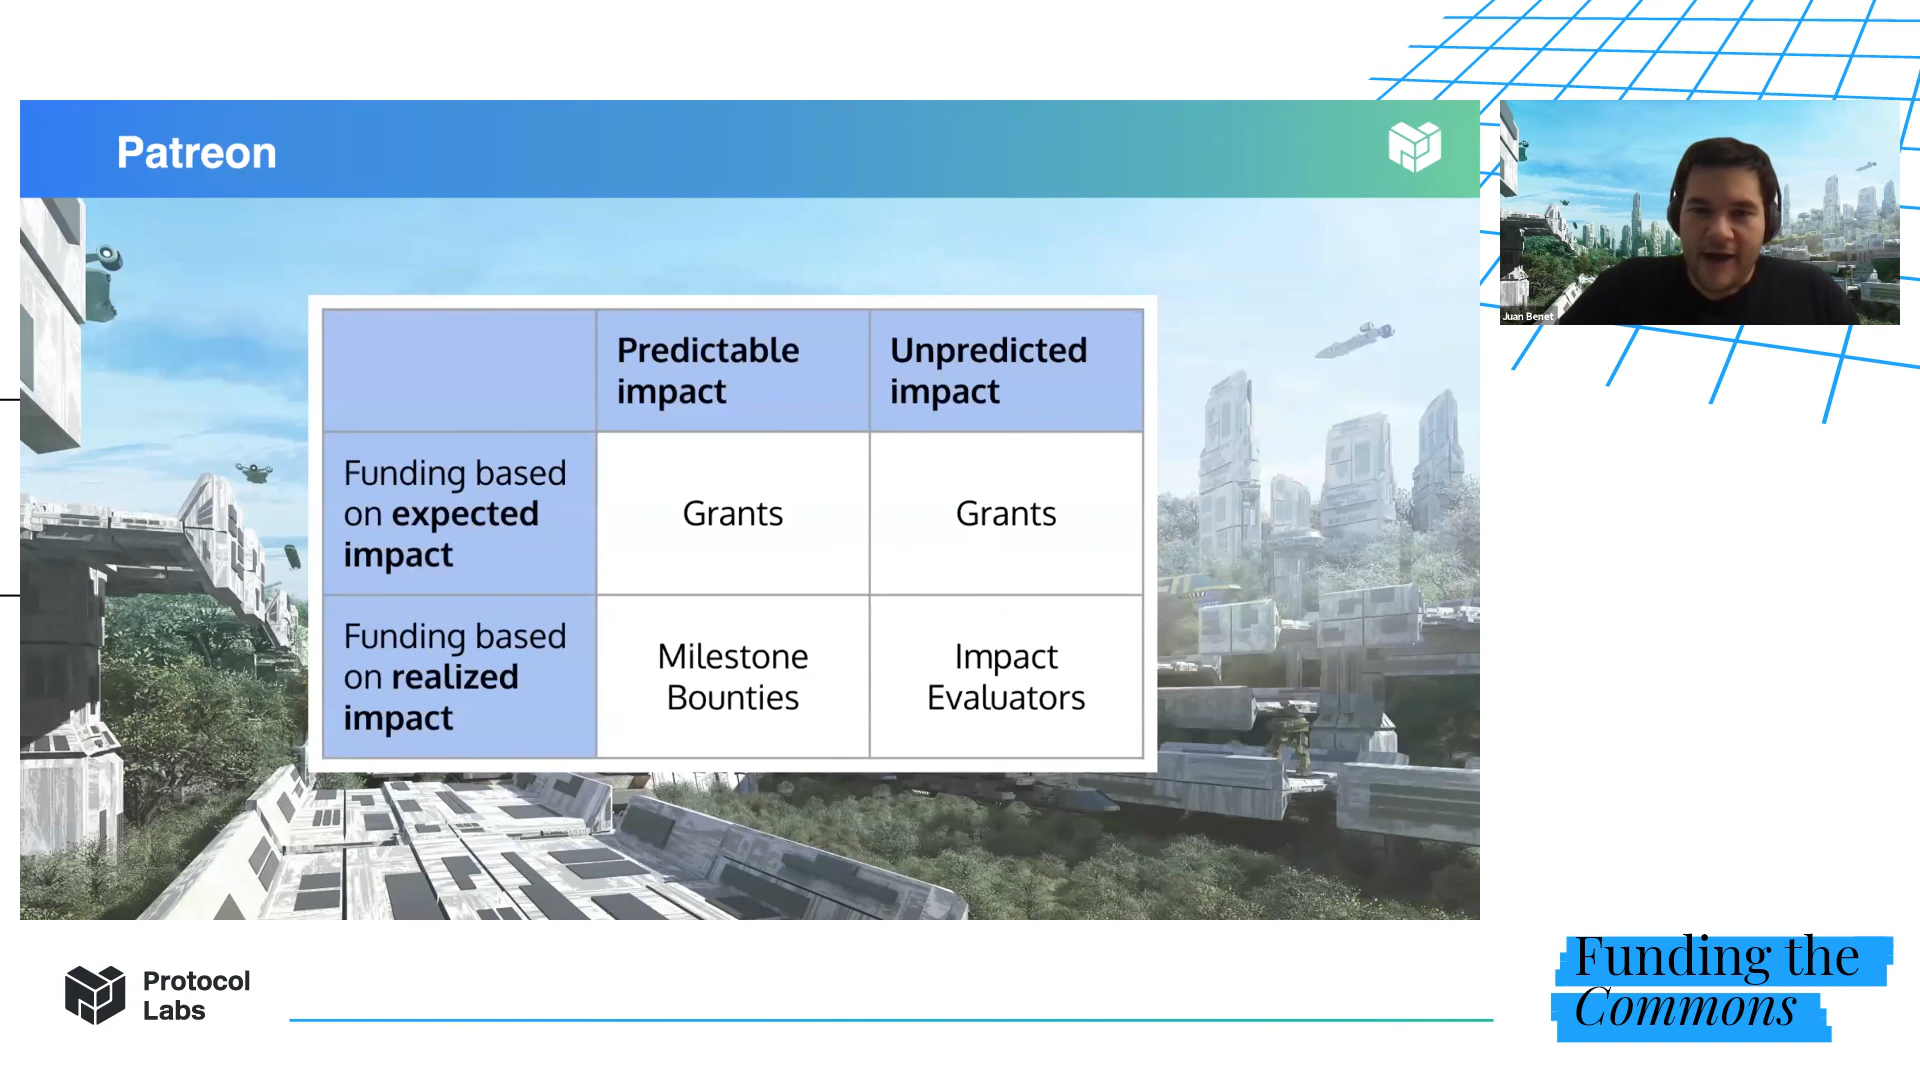 Patreon
Predictable
impact
Unpredicted
impact
Funding based
on expected
impact
Grants
Grants
Funding based
on realized
impact
Milestone
Bounties
Impact
Evaluators
Juan Benet
Protocol
Labs
Funding the
Commons